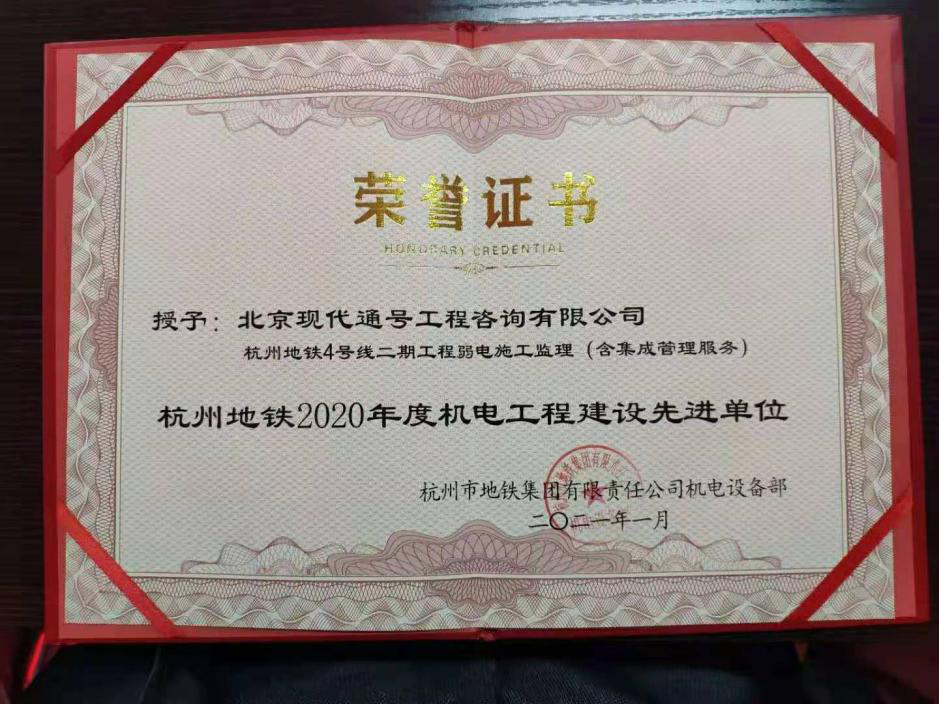 荣誉证书
HONORARY CREDENTIAL
授予：北京现代通号工程咨询有限公司
杭州地铁4号线二期工程弱电施工监理（含集成管理服务）
杭州地铁2020年度机电工程建设先进单位
杭州市地铁集团有限责任公司机电设备部
二〇二一年一月